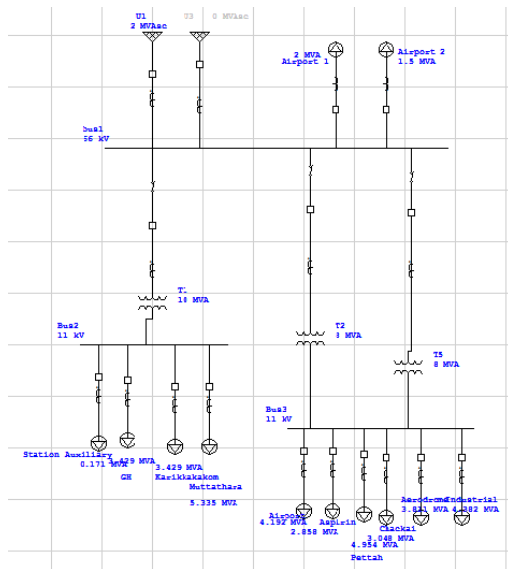 U1
2 MVAsc
U3 0 MVAsc
2 MVA
Airport 1
Airport 2
1.5 MVA
Bus1
66 kV
T1
10 MVA
T2
8 MVA
T5
8 MVA
Bus2
11 kV
Bus3
11 kV
Station Auxiliary
0.171 MVA
3.429 MVA
GH
3.429 MVA
Karikkakakom
Muttathara
5.335 MVA
Airport
4.192 MVA
Aspirin
2.858 MVA
Pettah
4.954 MVA
Chackai
3.048 MVA
Aerodrome
Industrial
4.382 MVA